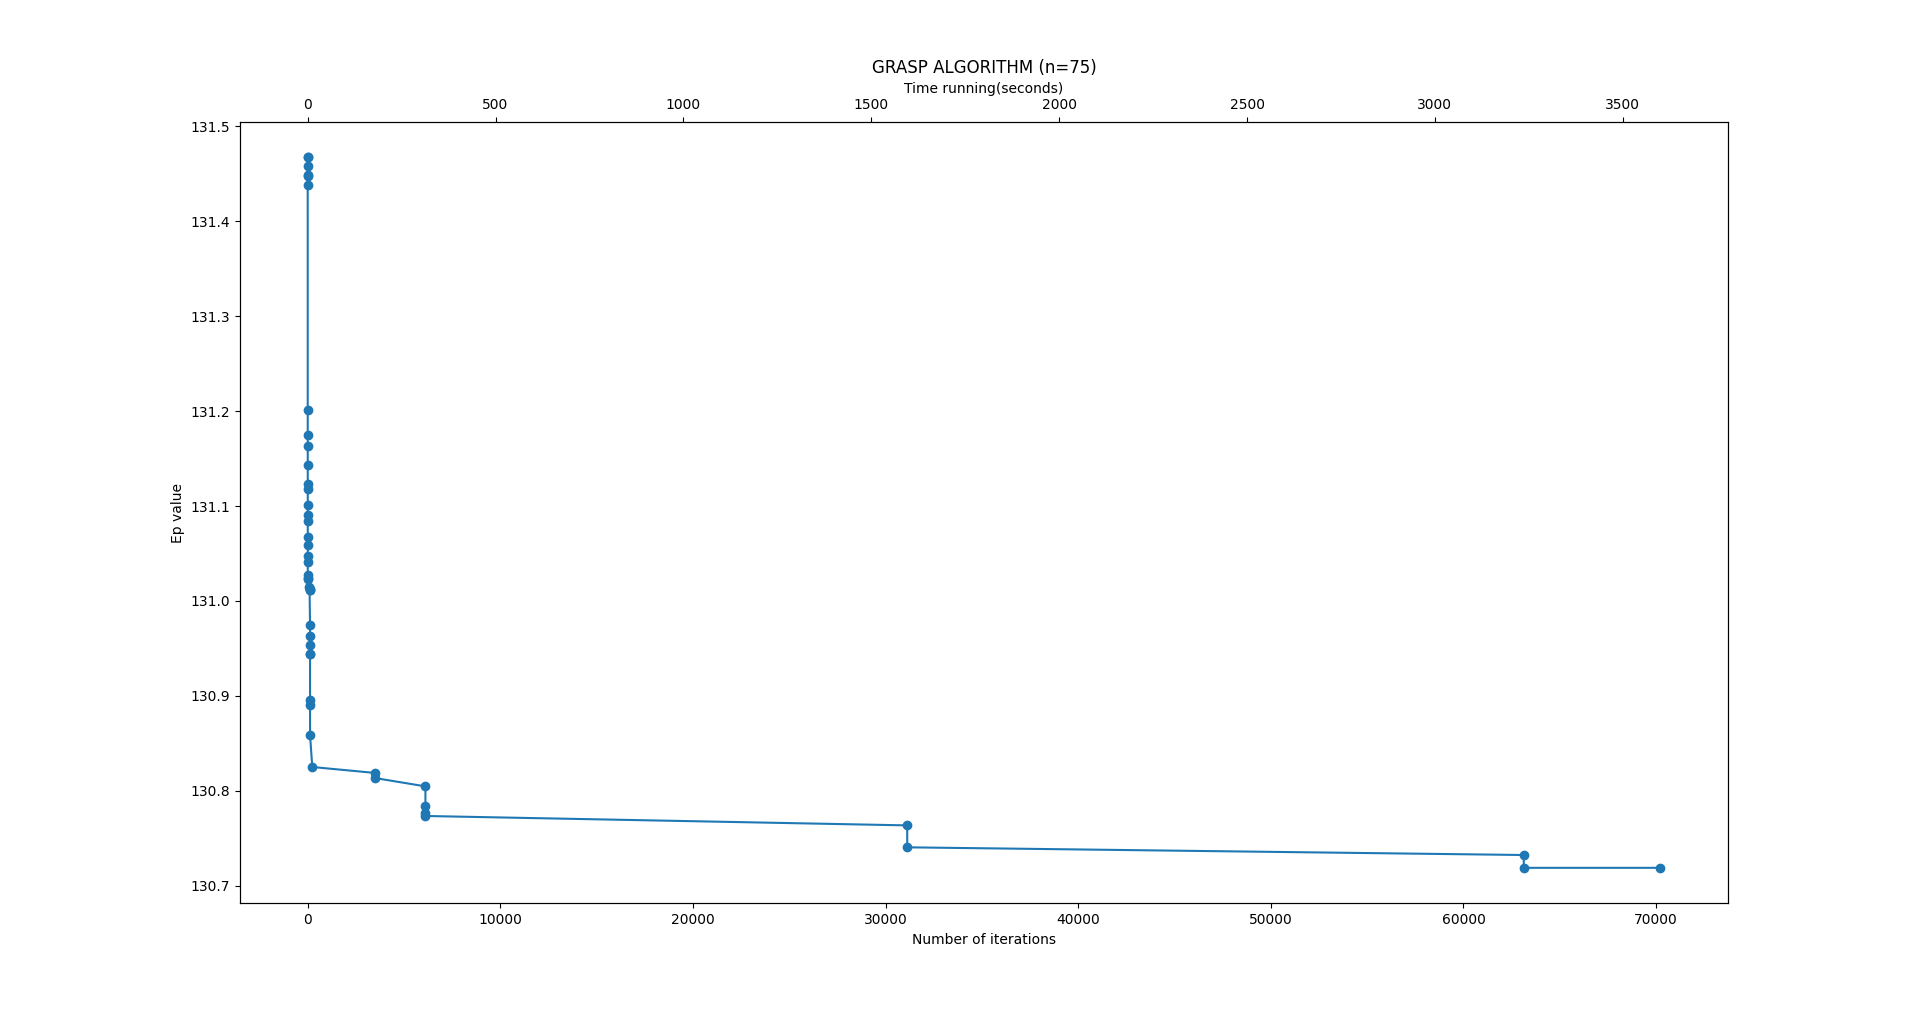 GRASP ALGORITHM (n=75)
Time running(seconds)
0 500 1000 1500 2000 2500 3000 3500
131.5
131.4
131.3
131.2
131.1
131.0
130.9
130.8
130.7
Ep value
0 10000 20000 30000 40000 50000 60000 70000
Number of iterations